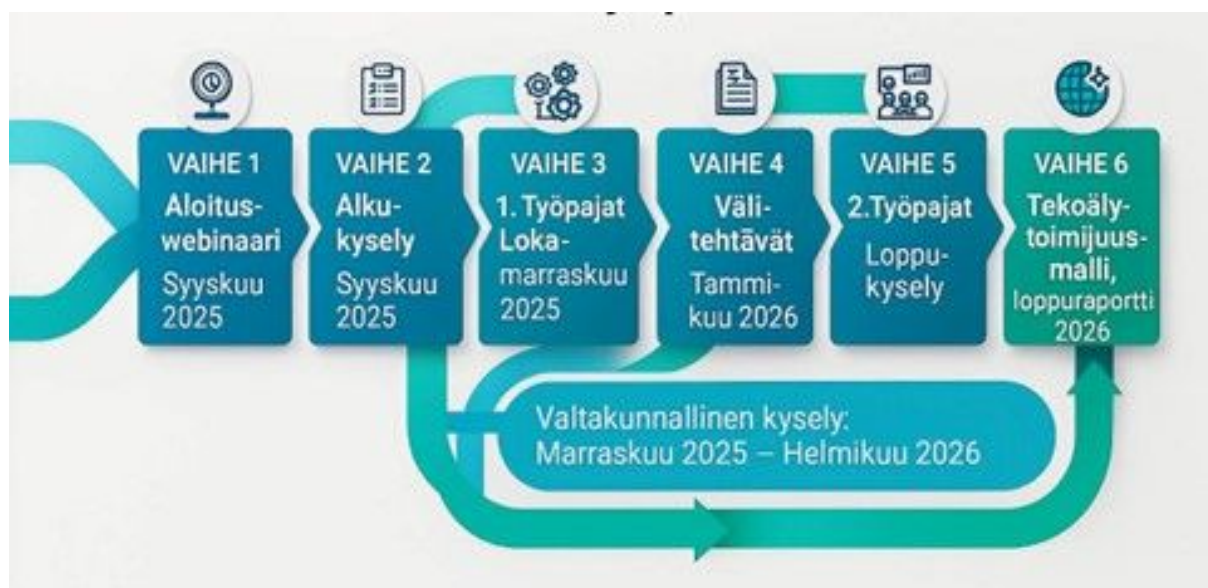 VAIHE 1
Aloitus-
webinaari
Syyskuu
2025
VAIHE 2
Alku-
kysely
Syyskuu
2025
VAIHE 3
1. Työpajat
Loka-
marraskuu
2025
VAIHE 4
Väli-
tehtävät
Tammi-
kuu 2026
VAIHE 5
2.Työpajat
Loppu-
kysely
VAIHE 6
Tekoäly-
toimijuus-
malli,
loppuraportti
2026
Valtakunnallinen kysely:
Marraskuu 2025 – Helmikuu 2026